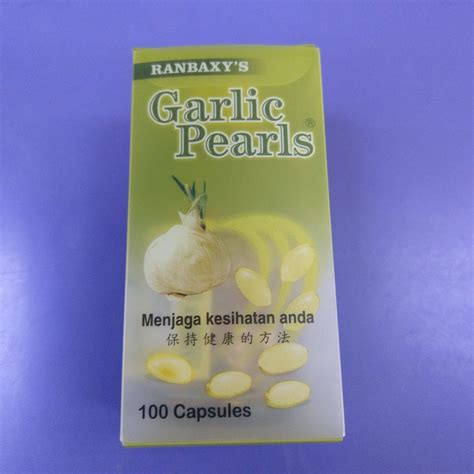 RANBAXY'S
Garlic
Pearls®
Menjaga kesihatan anda
保持健康的方法
100 Capsules